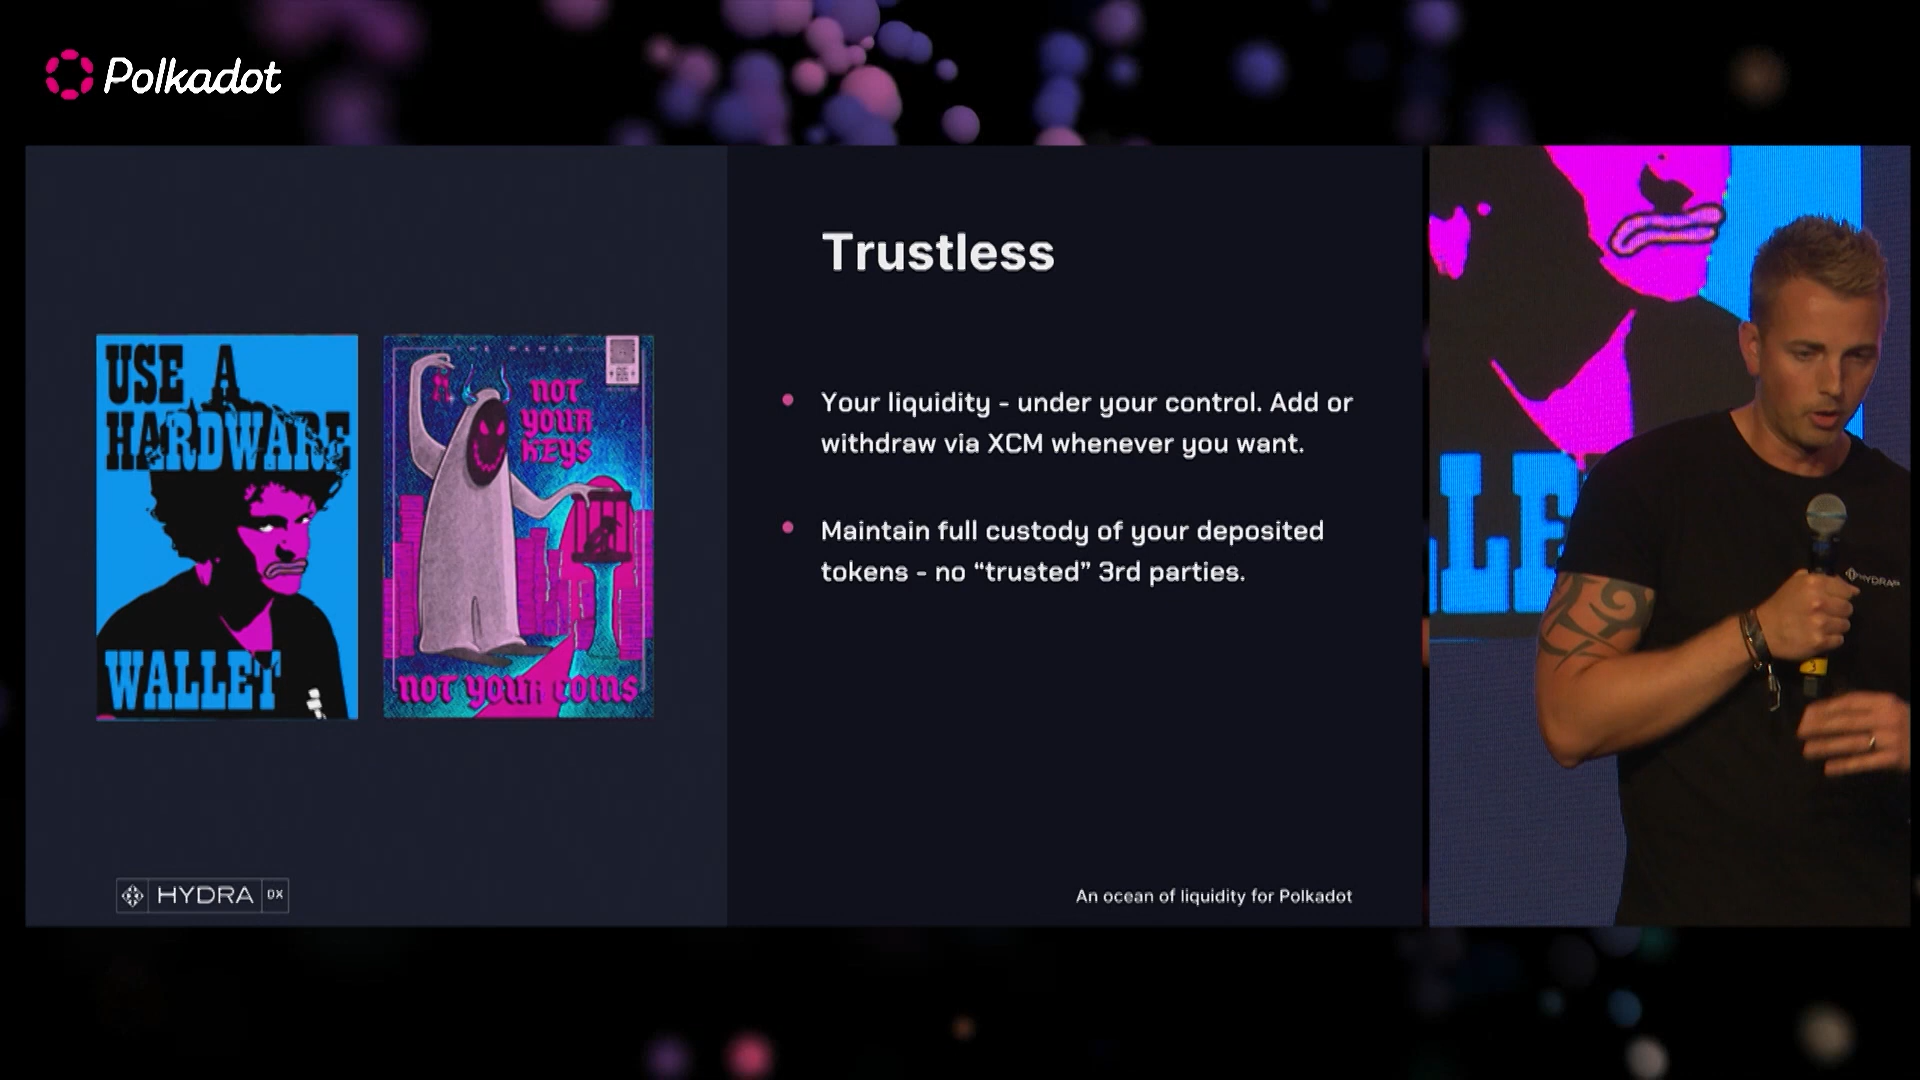 Polkadot
Trustless
USE A
HARDWARE
WALLET
NOT
YOUR
KEYS
NOT YOUR COINS
Your liquidity - under your control. Add or
withdraw via XCM whenever you want.
Maintain full custody of your deposited
tokens - no “trusted” 3rd parties.
HYDRA DX
An ocean of liquidity for Polkadot
LLE
HYDRA